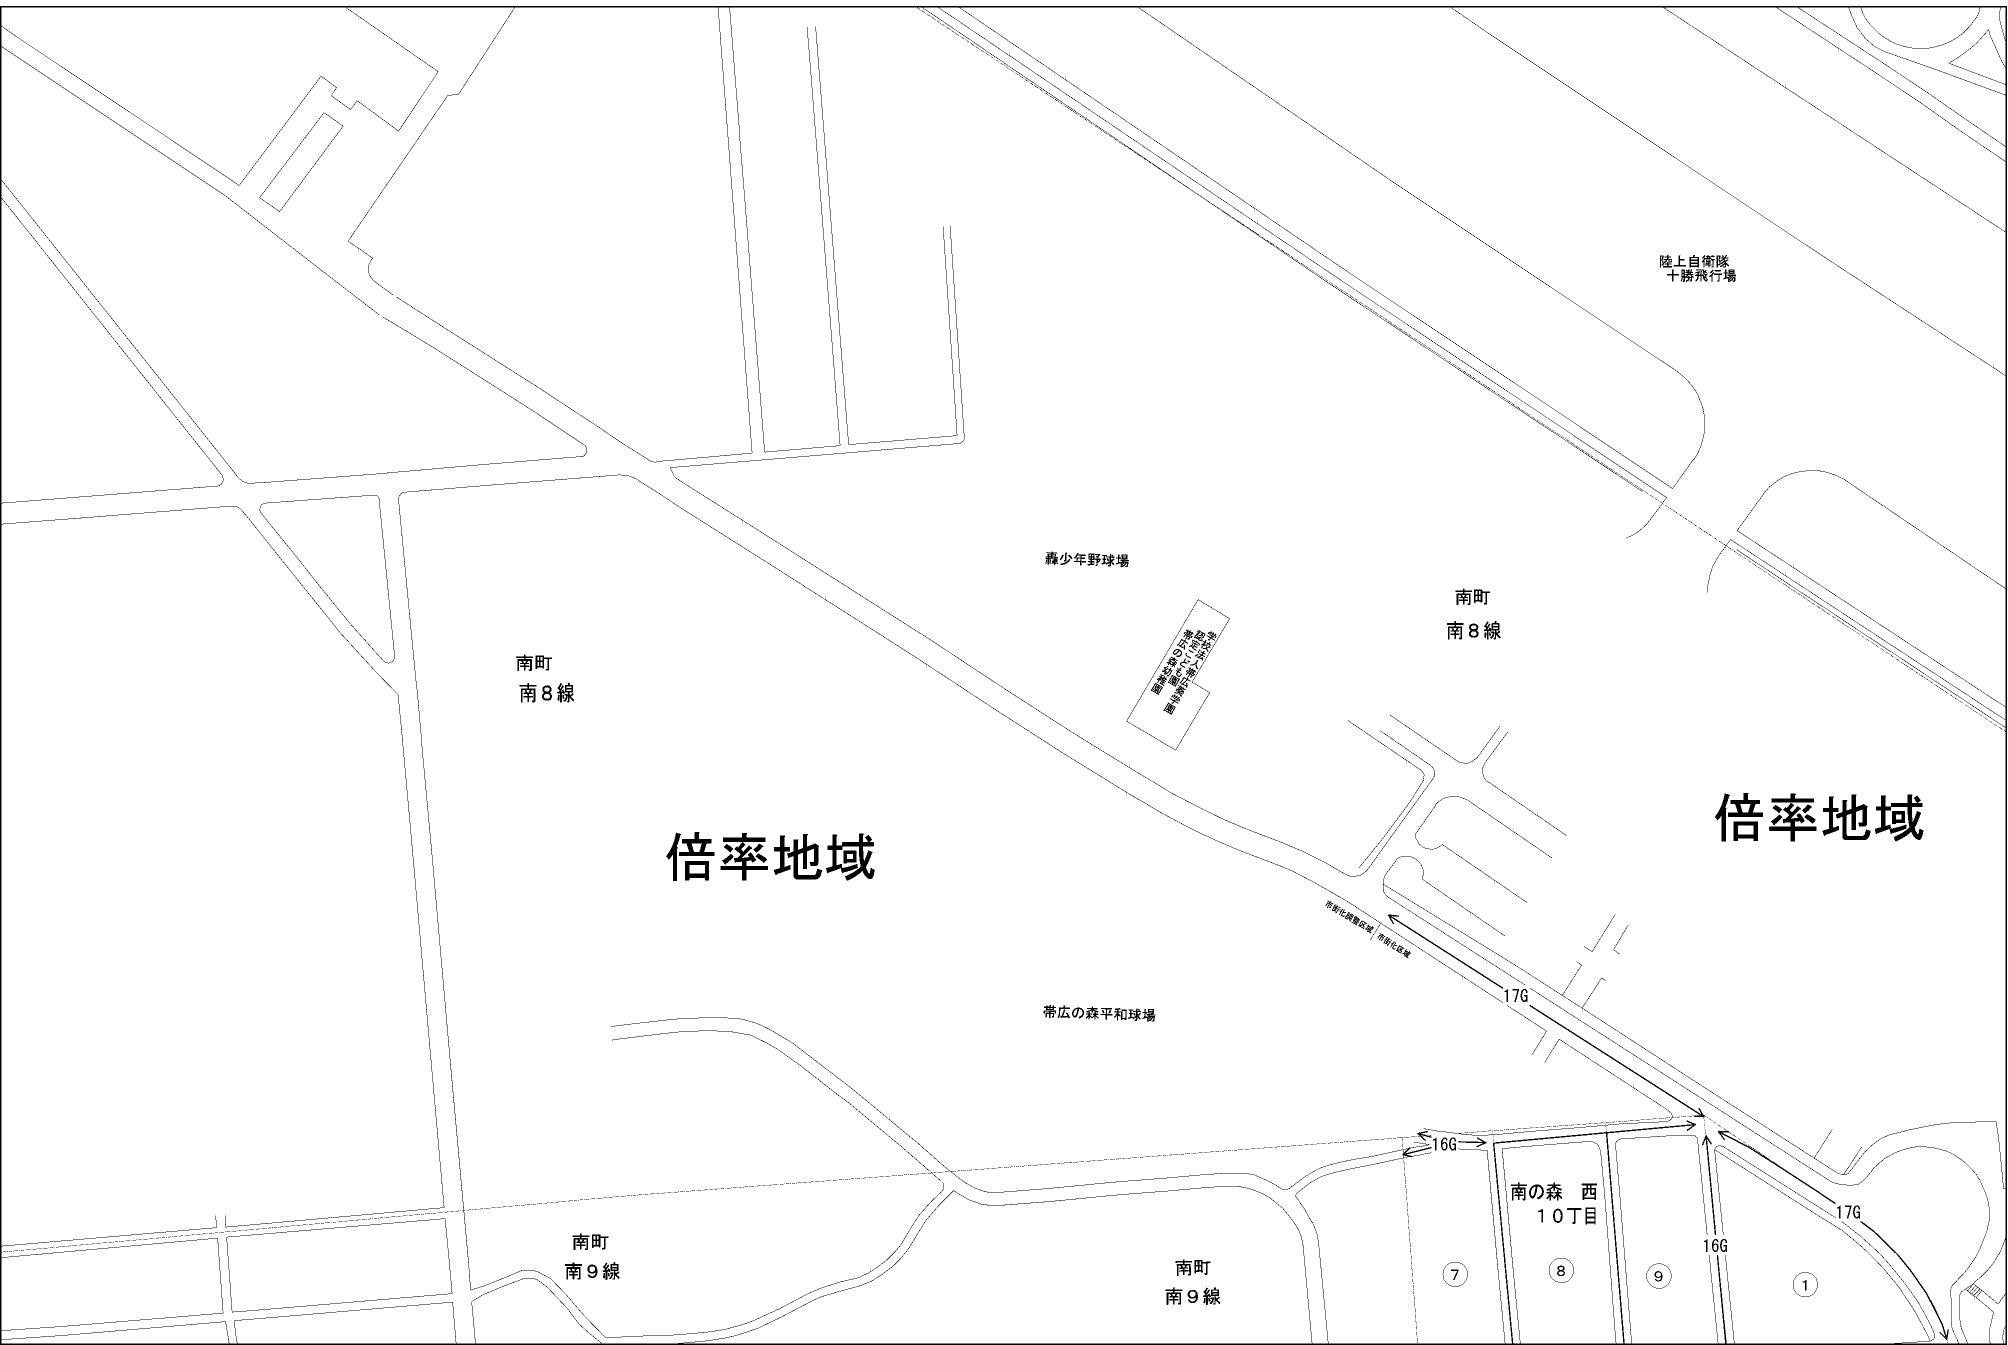 陸上自衛隊
十勝飛行場
轟少年野球場
南町
南８線
学校法人帯広葵学園
認定こども園
帯広の森幼稚園
南町
南８線
倍率地域
倍率地域
市街化調整区域
市街化区域
17G
帯広の森平和球場
16G
南の森　西
１０丁目
17G
16G
南町
南９線
南町
南９線
⑦
⑧
⑨
①